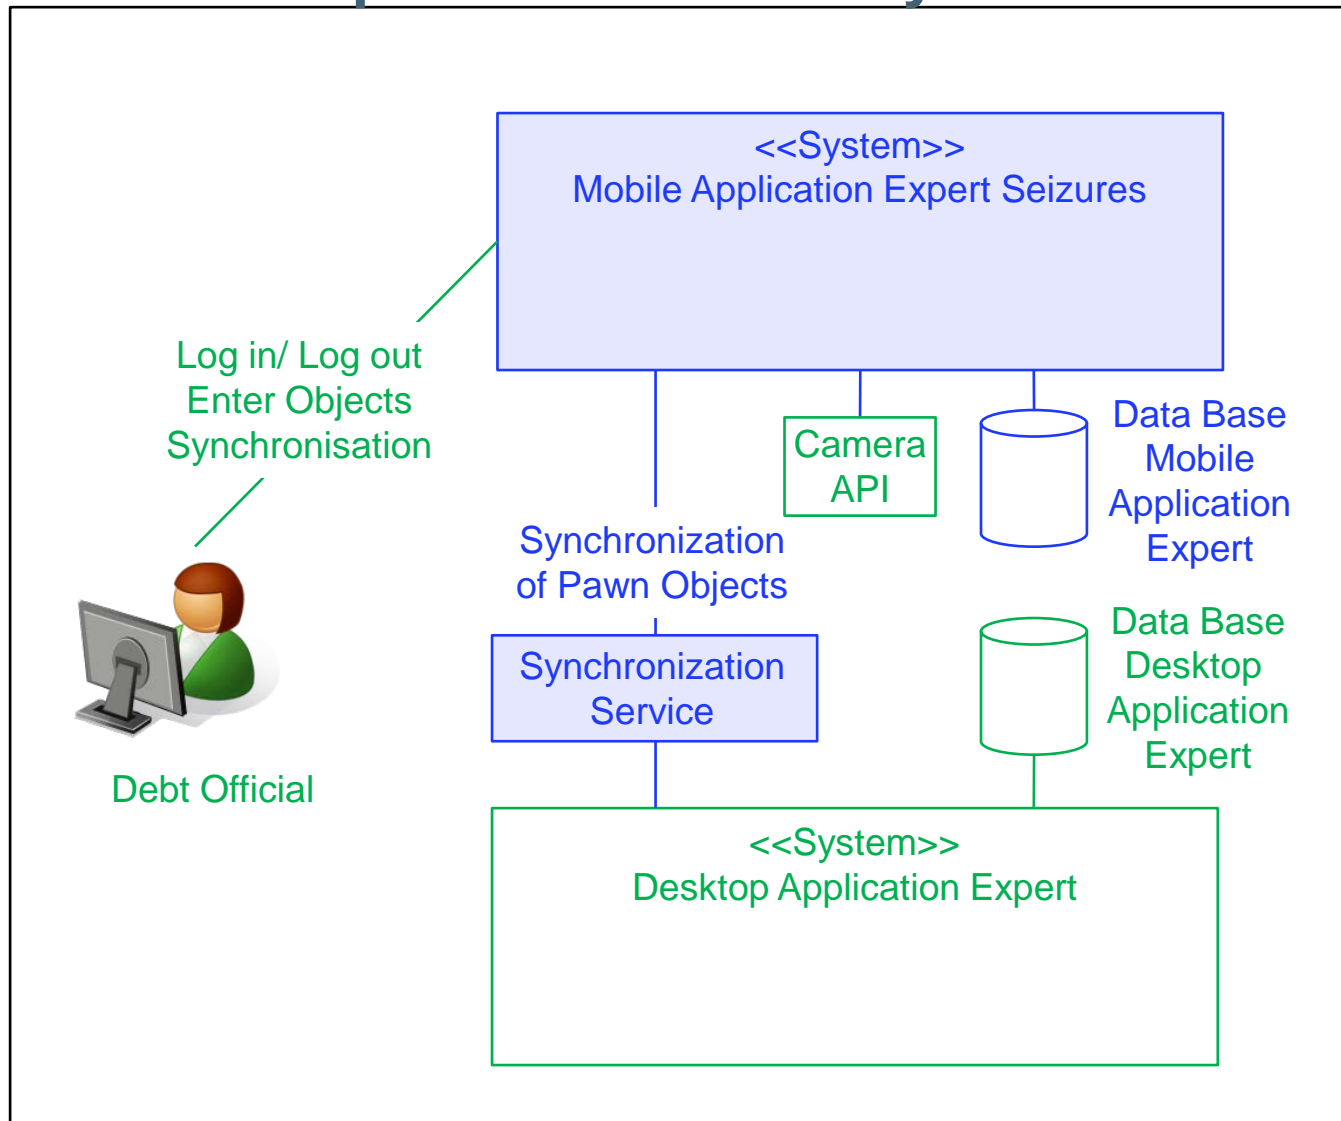 <<System>>
Mobile Application Expert Seizures
Log in/ Log out
Enter Objects
Synchronisation
Camera
API
Data Base
Mobile
Application
Expert
Synchronization
of Pawn Objects
Synchronization
Service
Data Base
Desktop
Application
Expert
Debt Official
<<System>>
Desktop Application Expert